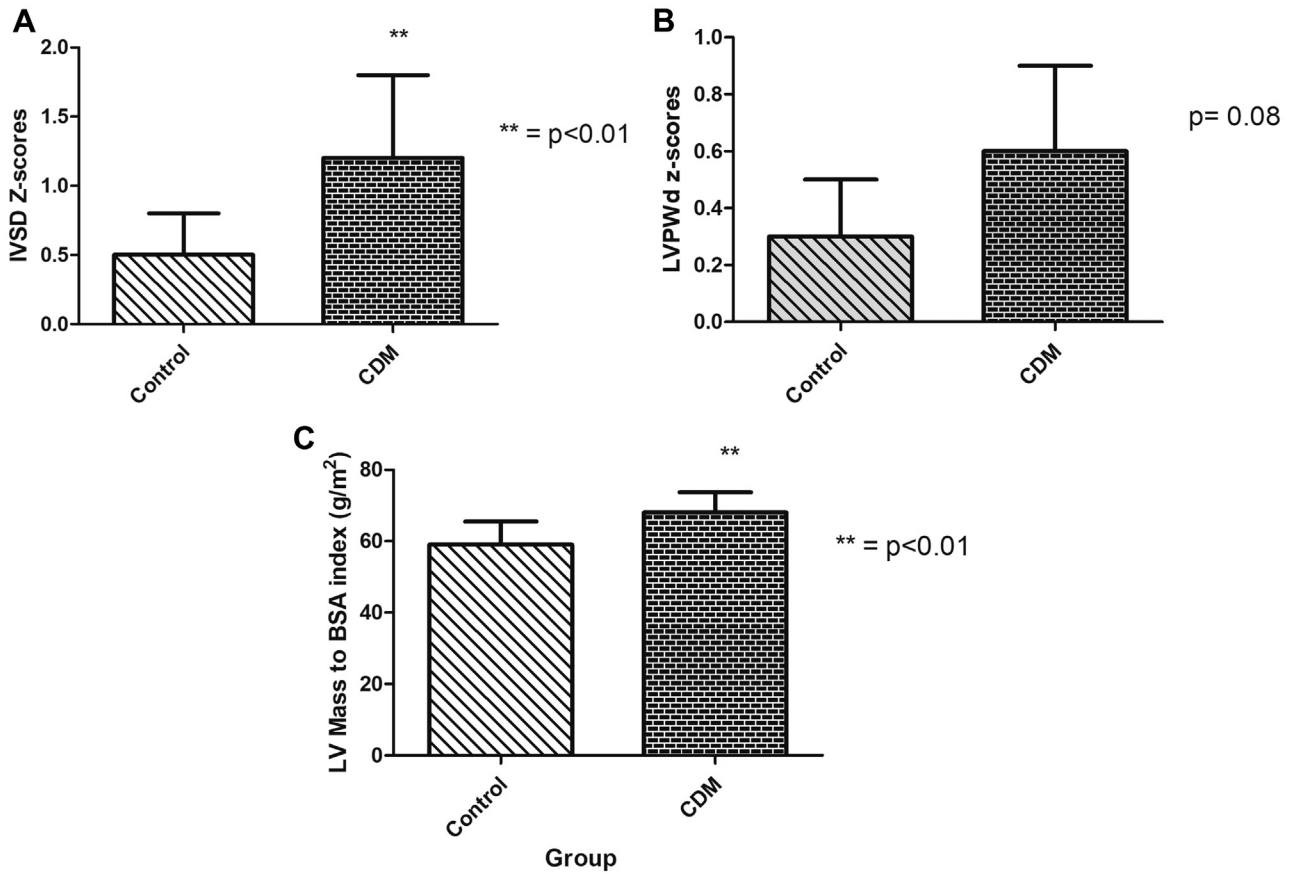 A
**
2.0
1.5
1.0
0.5
0.0
IVSD Z-scores
** = p<0.01
Control
CDM
B
1.0
0.8
0.6
0.4
0.2
0.0
LVPWd z-scores
p= 0.08
Control
CDM
C
**
80
60
40
20
0
LV Mass to BSA index (g/m²)
** = p<0.01
Control
CDM
Group